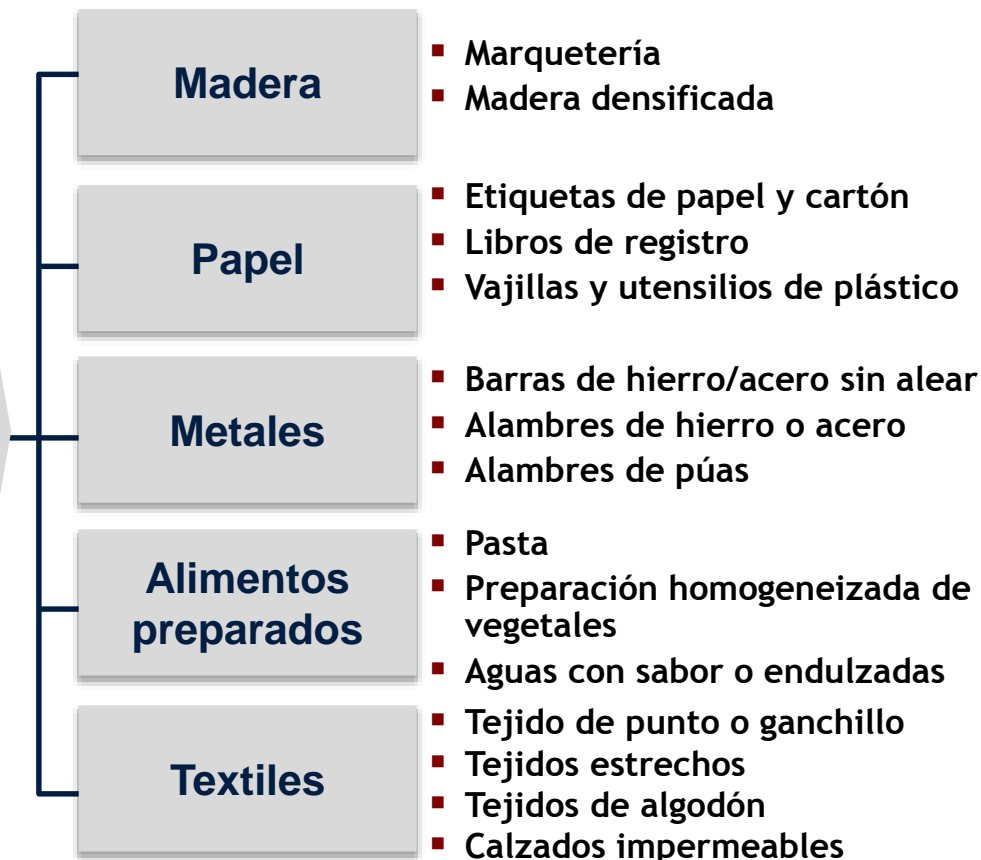 Madera
▪ Marquetería
▪ Madera densificada
Papel
▪ Etiquetas de papel y cartón
▪ Libros de registro
▪ Vajillas y utensilios de plástico
Metales
▪ Barras de hierro/acero sin alear
▪ Alambres de hierro o acero
▪ Alambres de púas
Alimentos
preparados
▪ Pasta
▪ Preparación homogeneizada de
vegetales
▪ Aguas con sabor o endulzadas
Textiles
▪ Tejido de punto o ganchillo
▪ Tejidos estrechos
▪ Tejidos de algodón
▪ Calzados impermeables